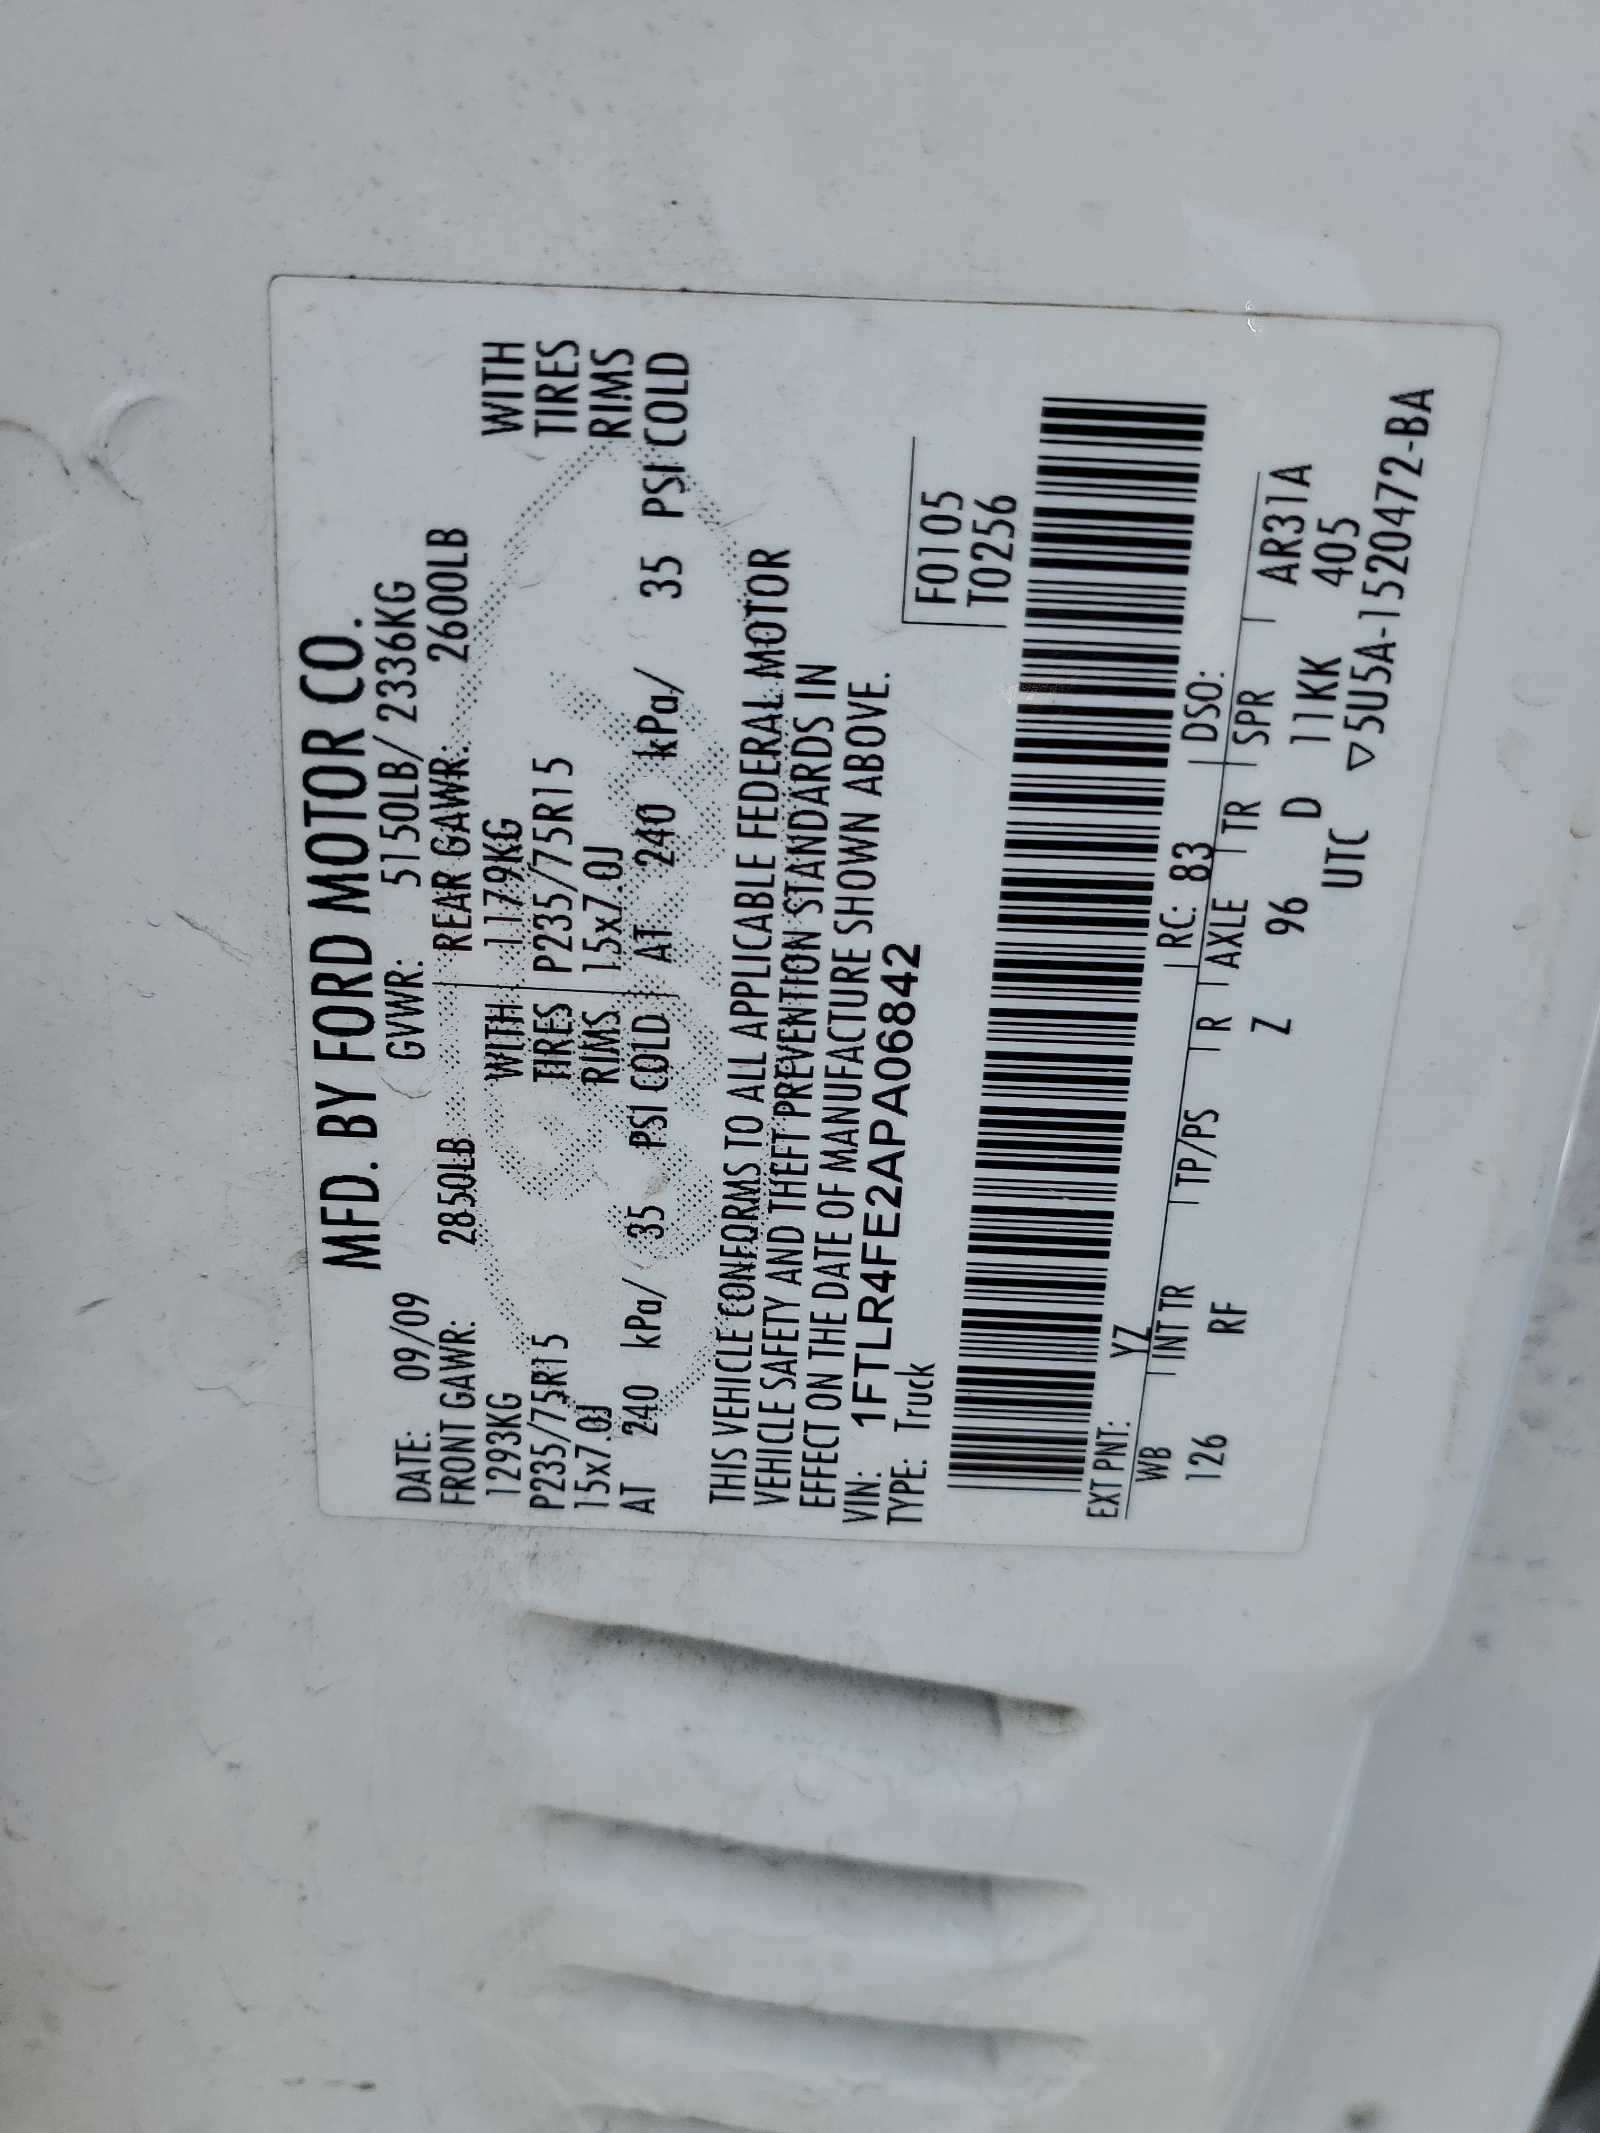 MFD. BY FORD MOTOR CO.
DATE: 09/09 GVWR: 5150LB/ 2336KG
FRONT GAWR: 2850LB REAR GAWR: 2600LB
1293KG WITH 1179KG WITH
P235/75R15 TIRES P235/75R15 TIRES
15x7.0J RIMS 15x7.0J RIMS
AT 240 kPa/ 35 PSI COLD AT 240 kPa/ 35 PSI COLD
THIS VEHICLE CONFORMS TO ALL APPLICABLE FEDERAL MOTOR
VEHICLE SAFETY AND THEFT PREVENTION STANDARDS IN
EFFECT ON THE DATE OF MANUFACTURE SHOWN ABOVE.
VIN: 1FTLR4FE2APA06842 F0105
TYPE: Truck T0256
EXT PNT: YZ RC: 83 DSO:
WB INT TR TP/PS R AXLE TR SPR AR31A
126 RF Z 96 D 11KK 405
UTC ▽5U5A-1520472-BA